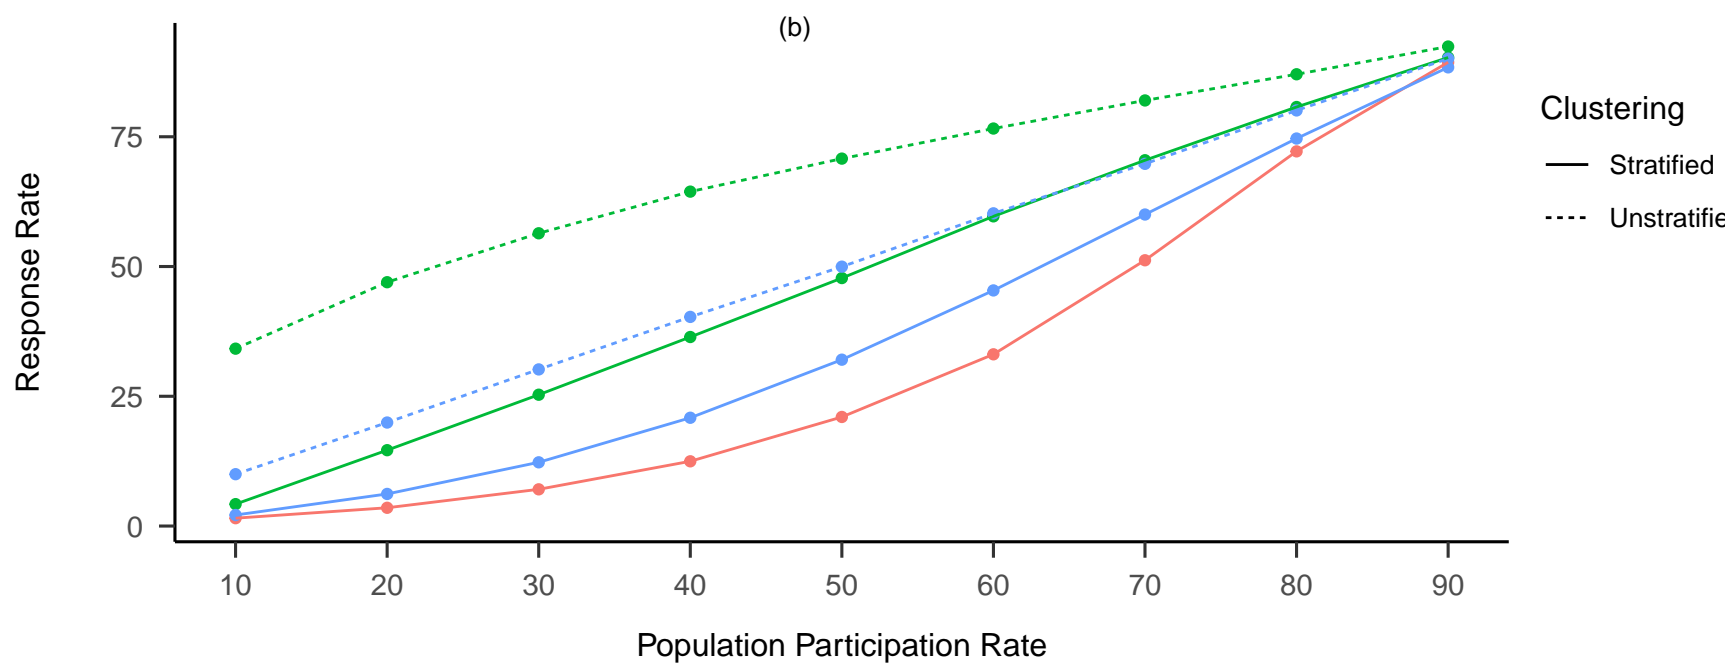 (b)
Response Rate
75
50
25
0
10 20 30 40 50 60 70 80 90
Population Participation Rate
Clustering
Stratified
Unstratifie